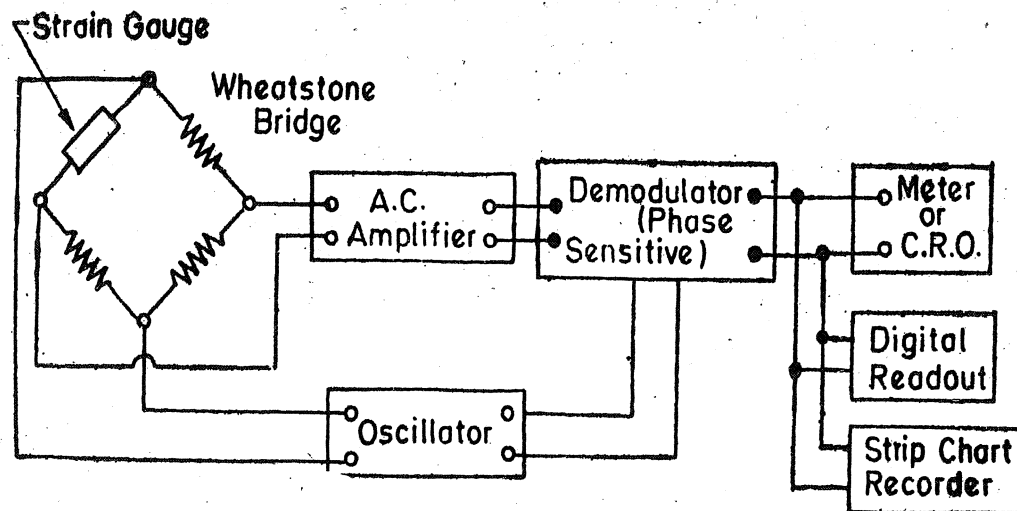 Strain Gauge
Wheatstone
Bridge
A.C.
Amplifier
Demodulator
(Phase
Sensitive)
Meter
or
C.R.O.
Digital
Readout
Oscillator
Strip Chart
Recorder